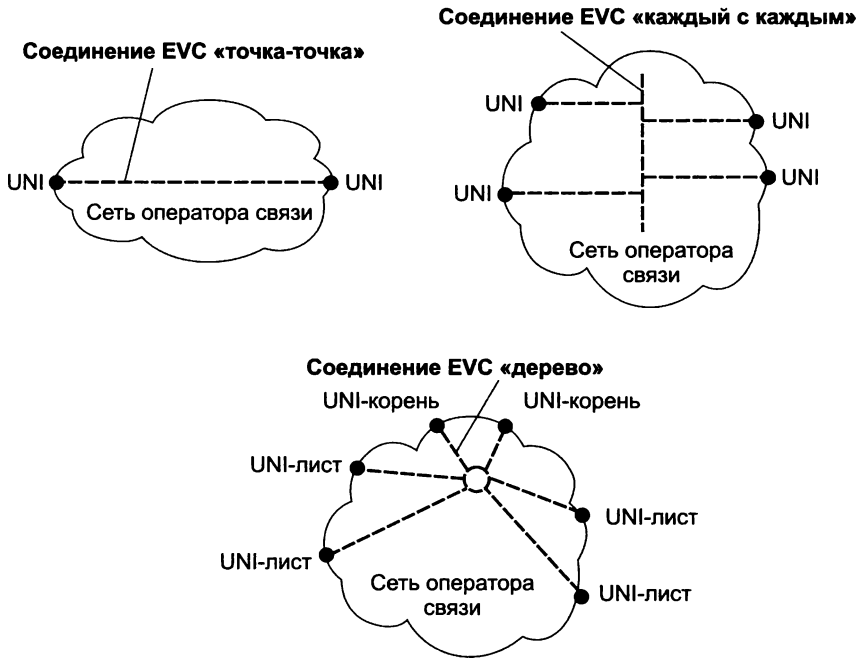 Соединение EVC «точка-точка»
UNI
UNI
Сеть оператора связи
Соединение EVC «каждый с каждым»
UNI
UNI
UNI
UNI
Сеть оператора
связи
Соединение EVC «дерево»
UNI-корень
UNI-корень
UNI-лист
UNI-лист
UNI-лист
UNI-лист
Сеть оператора
связи